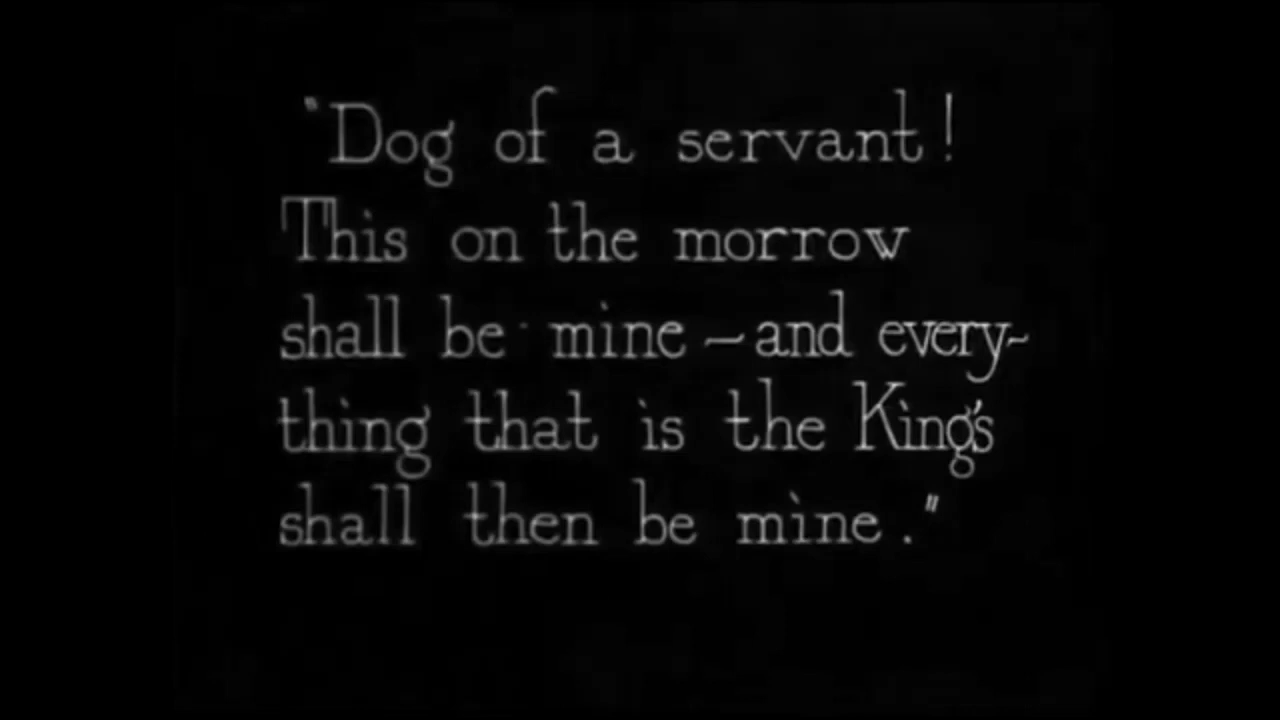 "Dog of a servant!
This on the morrow
shall be mine — and every-
thing that is the King's
shall then be mine."